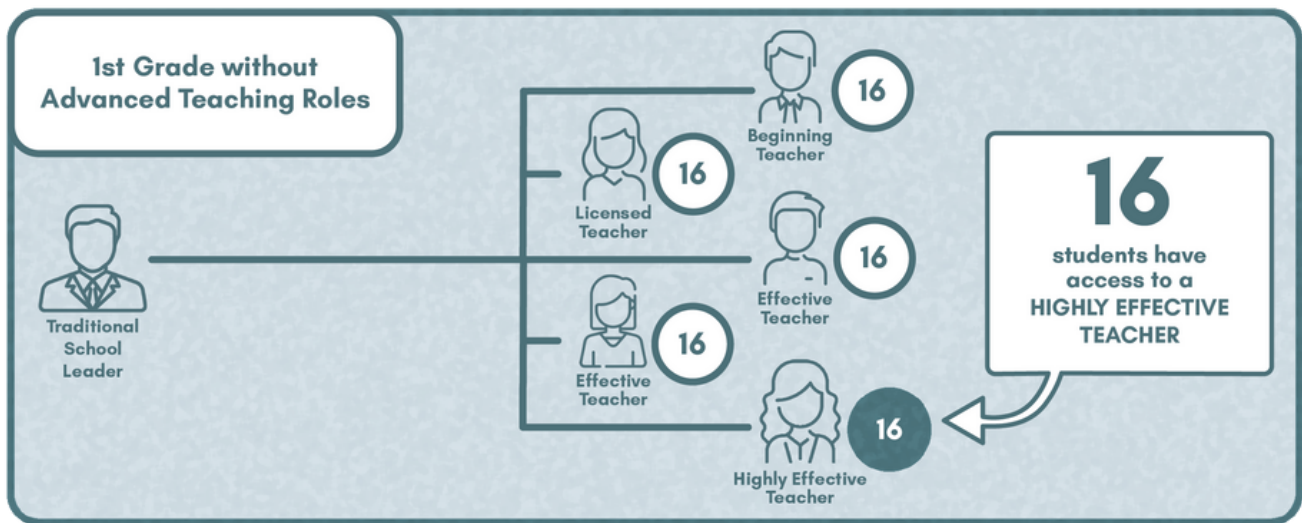 1st Grade without
Advanced Teaching Roles
Traditional
School
Leader
16
Beginning
Teacher
16
Licensed
Teacher
16
Effective
Teacher
16
Effective
Teacher
16
Highly Effective
Teacher
16
students have
access to a
HIGHLY EFFECTIVE
TEACHER